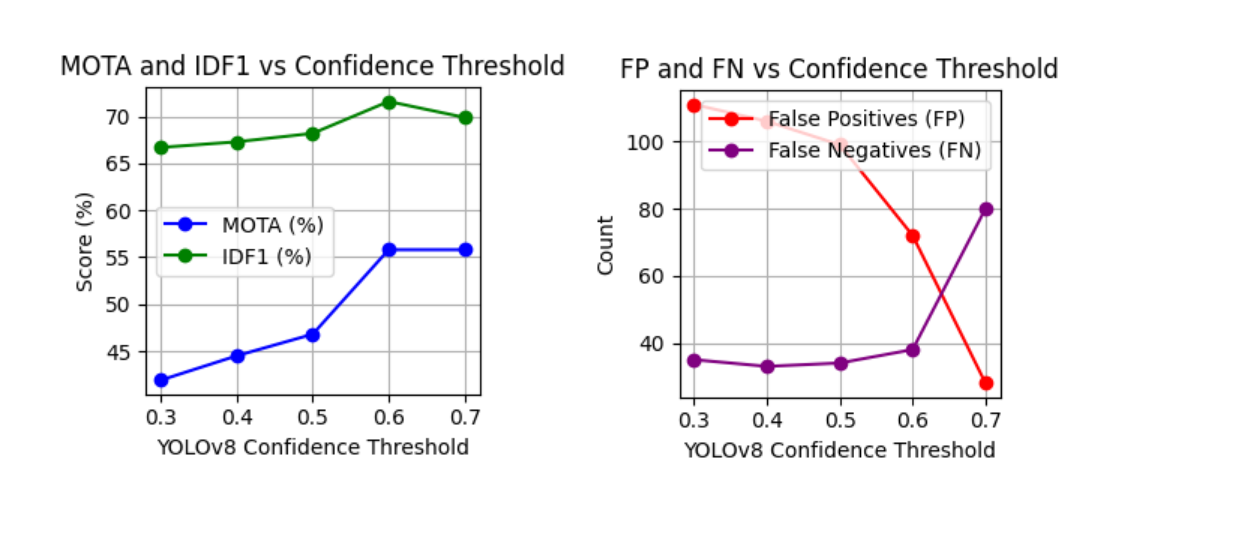 MOTA and IDF1 vs Confidence Threshold
70
65
60
55
50
45
Score (%)
MOTA (%)
IDF1 (%)
0.3 0.4 0.5 0.6 0.7
YOLOv8 Confidence Threshold
FP and FN vs Confidence Threshold
100
80
60
40
Count
False Positives (FP)
False Negatives (FN)
0.3 0.4 0.5 0.6 0.7
YOLOv8 Confidence Threshold